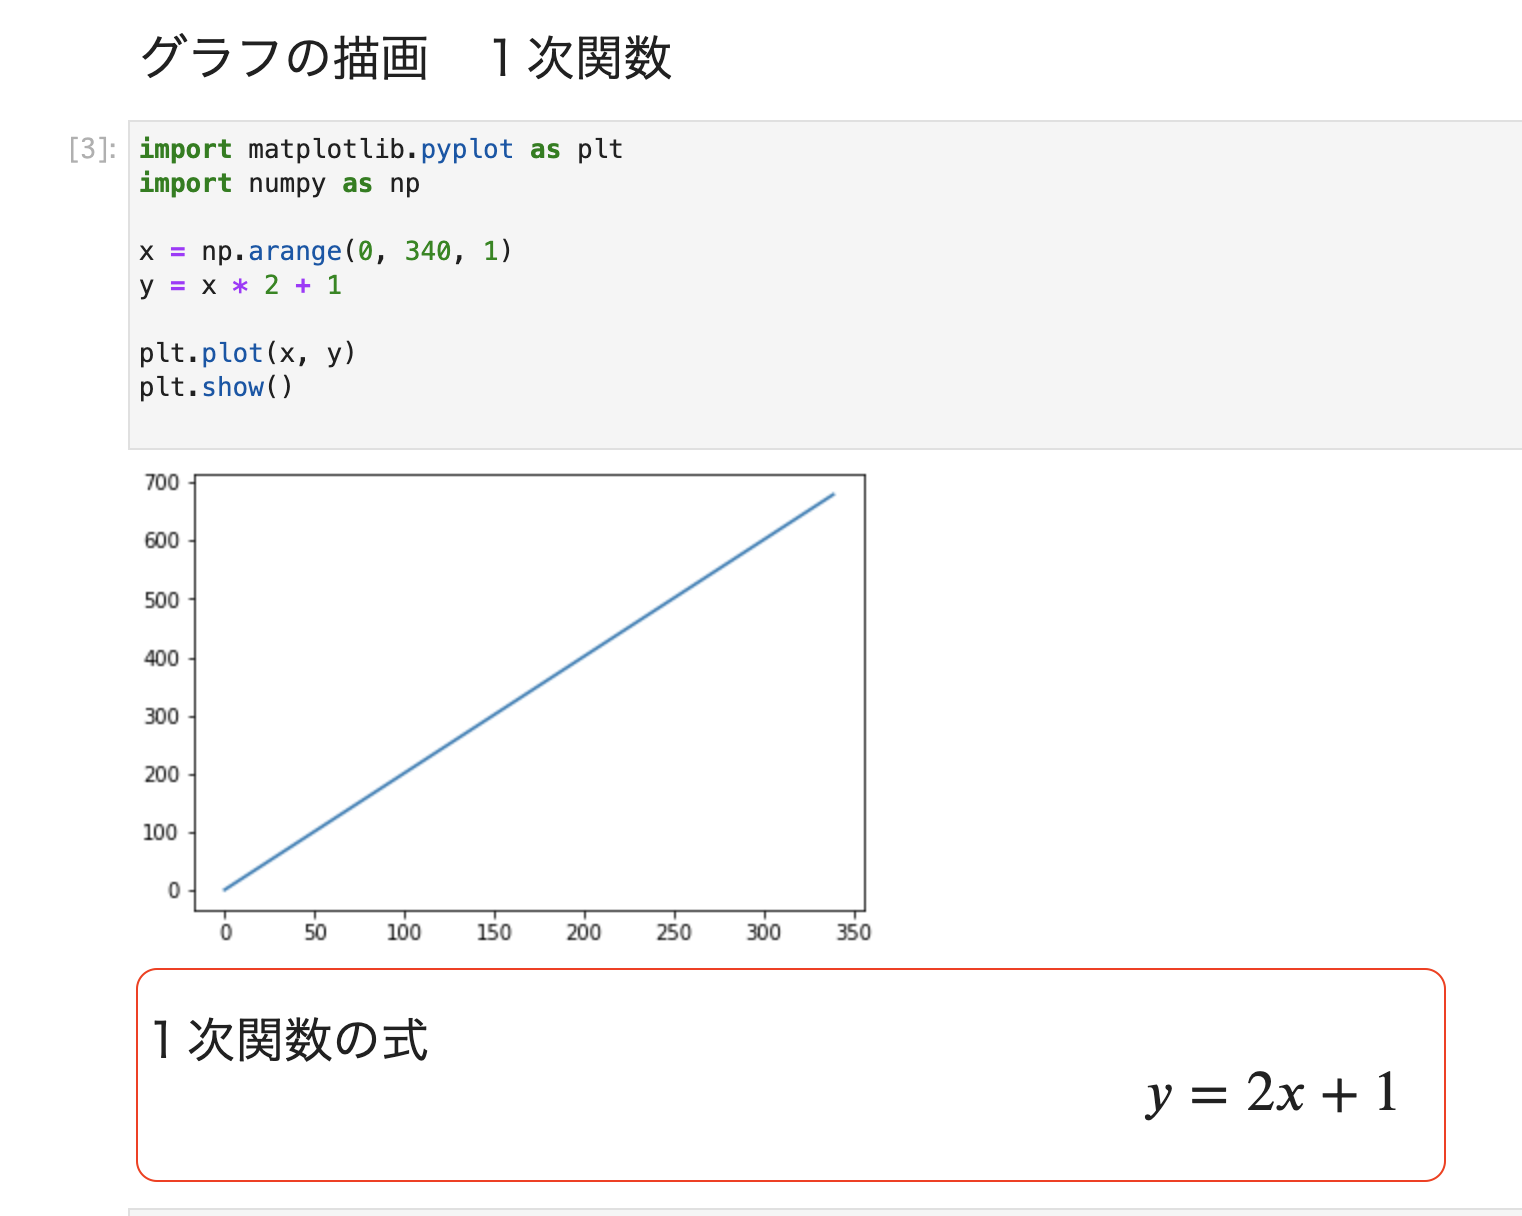 グラフの描画　１次関数
[3]:
import matplotlib.pyplot as plt
import numpy as np
x = np.arange(0, 340, 1)
y = x * 2 + 1
plt.plot(x, y)
plt.show()
700
600
500
400
300
200
100
0
0 50 100 150 200 250 300 350
１次関数の式
y = 2x + 1